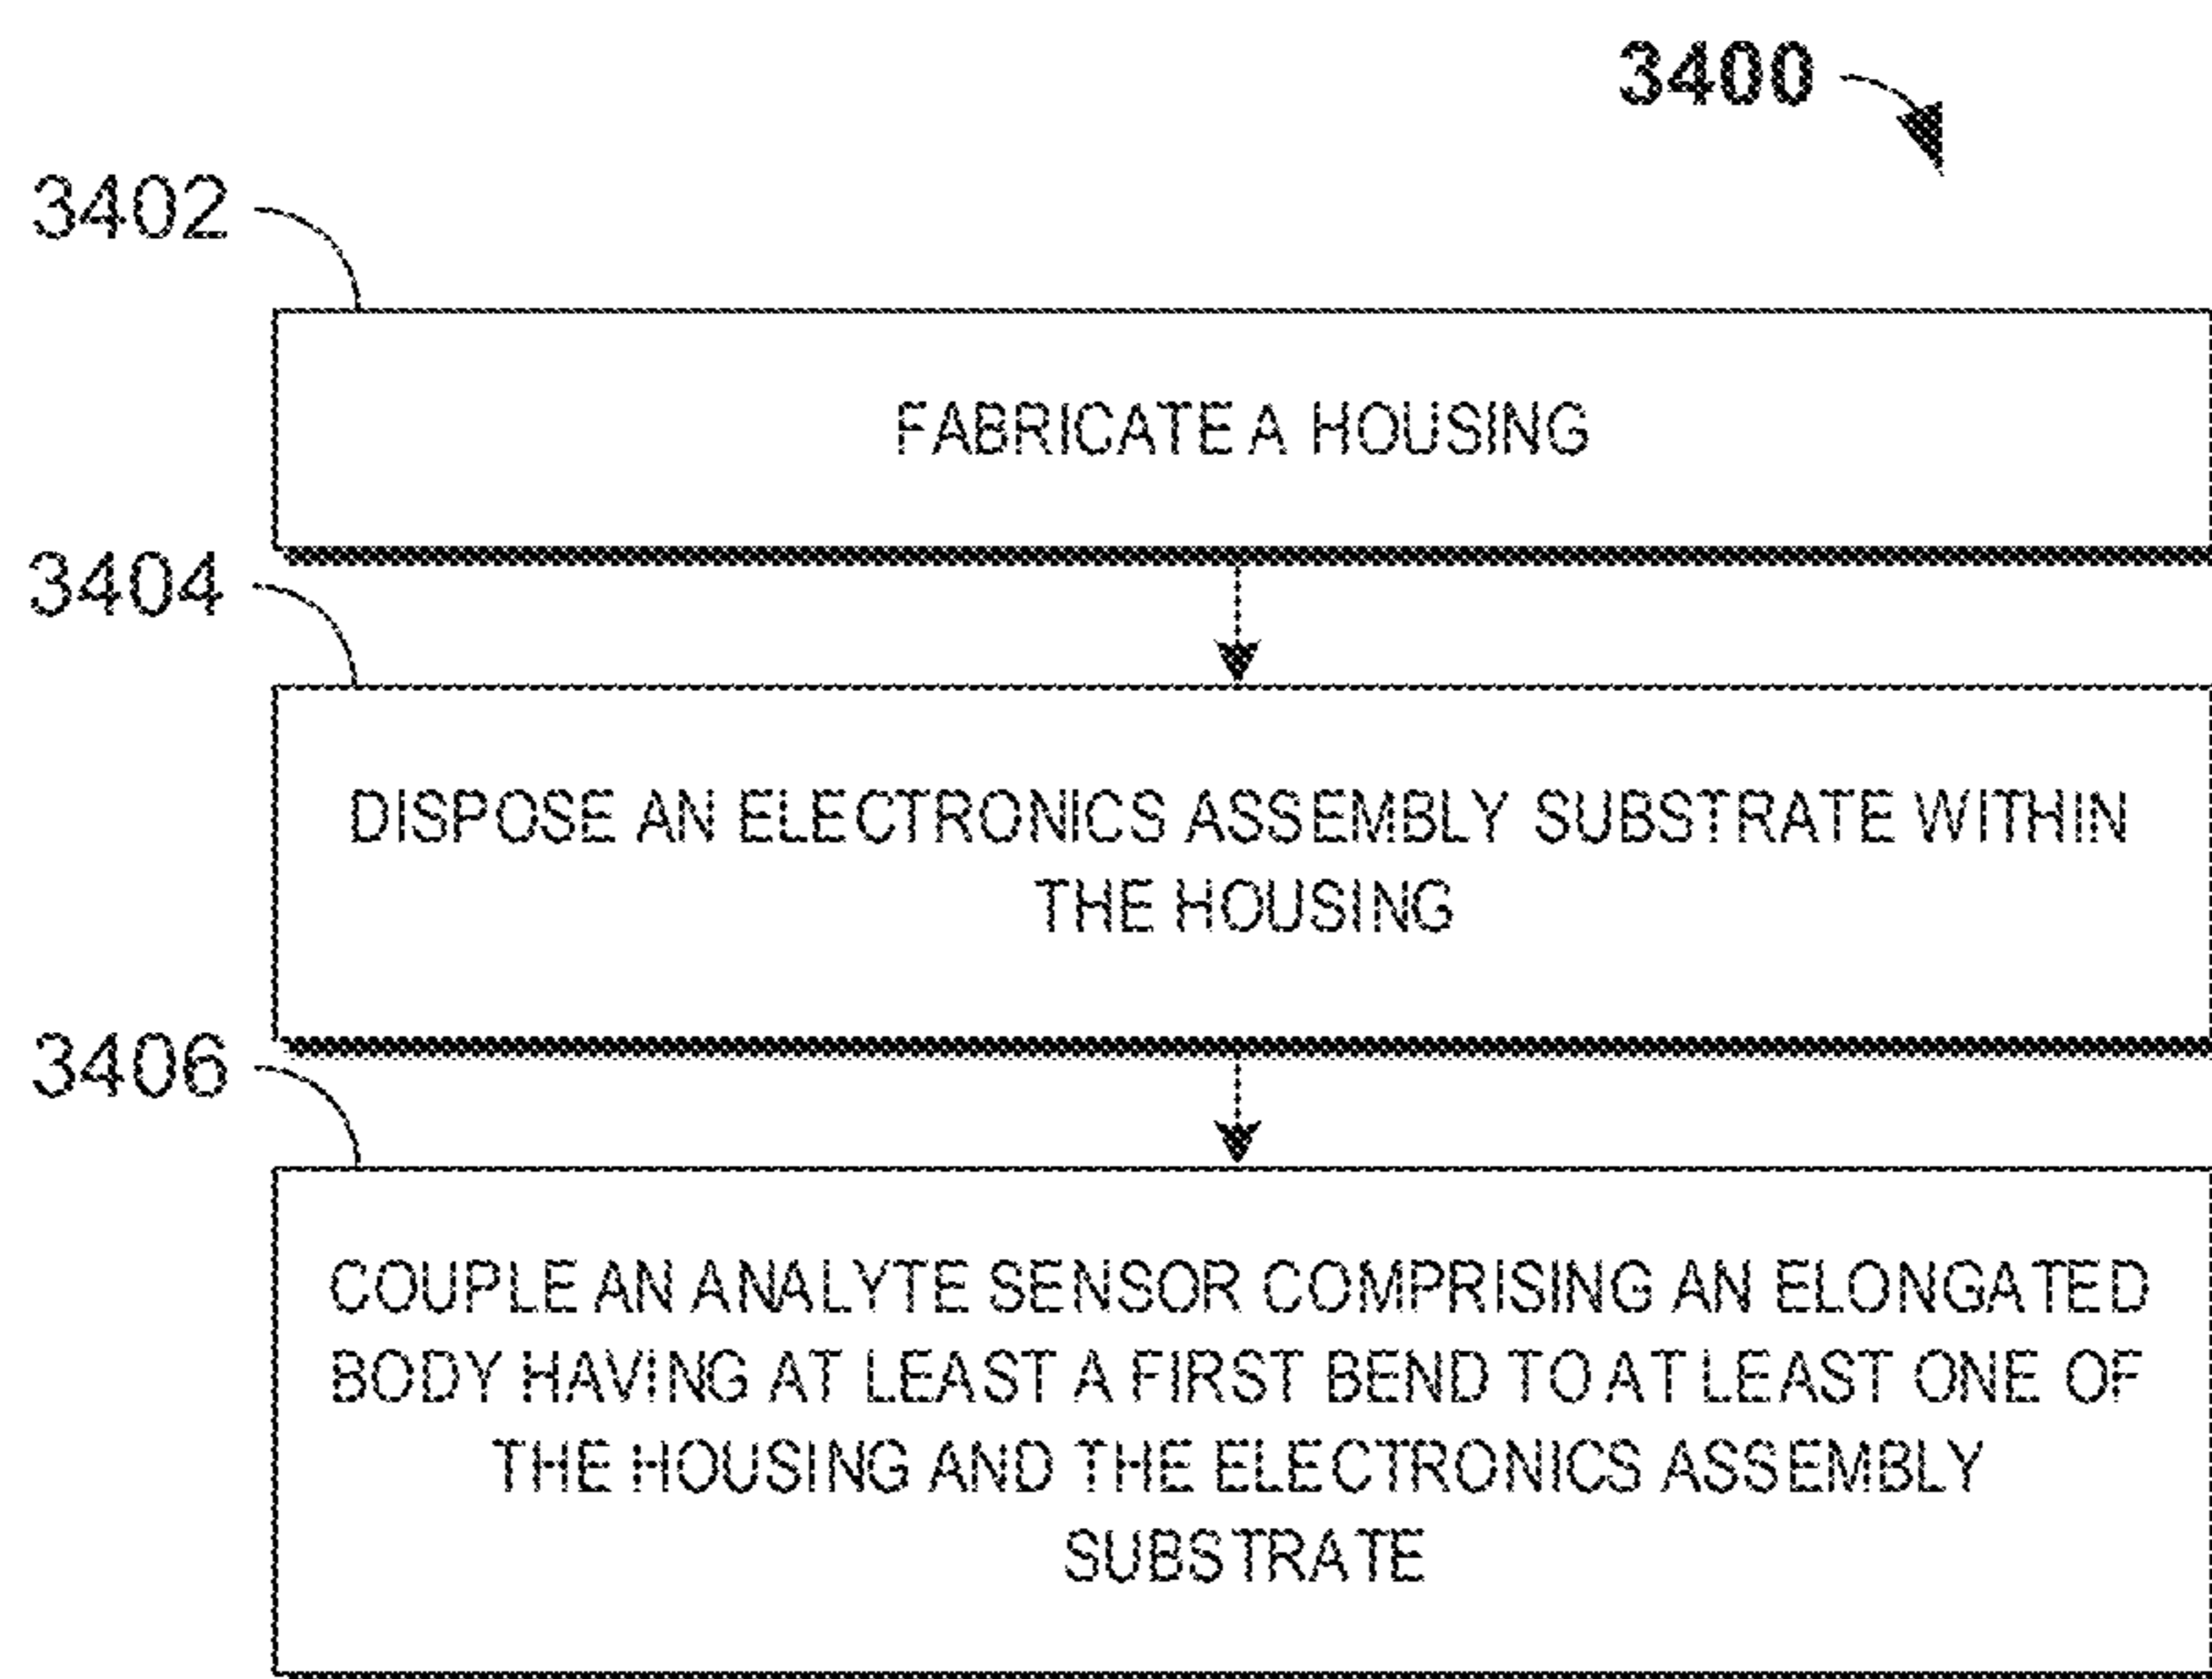 3400
3402
FABRICATE A HOUSING
3404
DISPOSE AN ELECTRONICS ASSEMBLY SUBSTRATE WITHIN
THE HOUSING
3406
COUPLE AN ANALYTE SENSOR COMPRISING AN ELONGATED
BODY HAVING AT LEAST A FIRST BEND TO AT LEAST ONE OF
THE HOUSING AND THE ELECTRONICS ASSEMBLY
SUBSTRATE